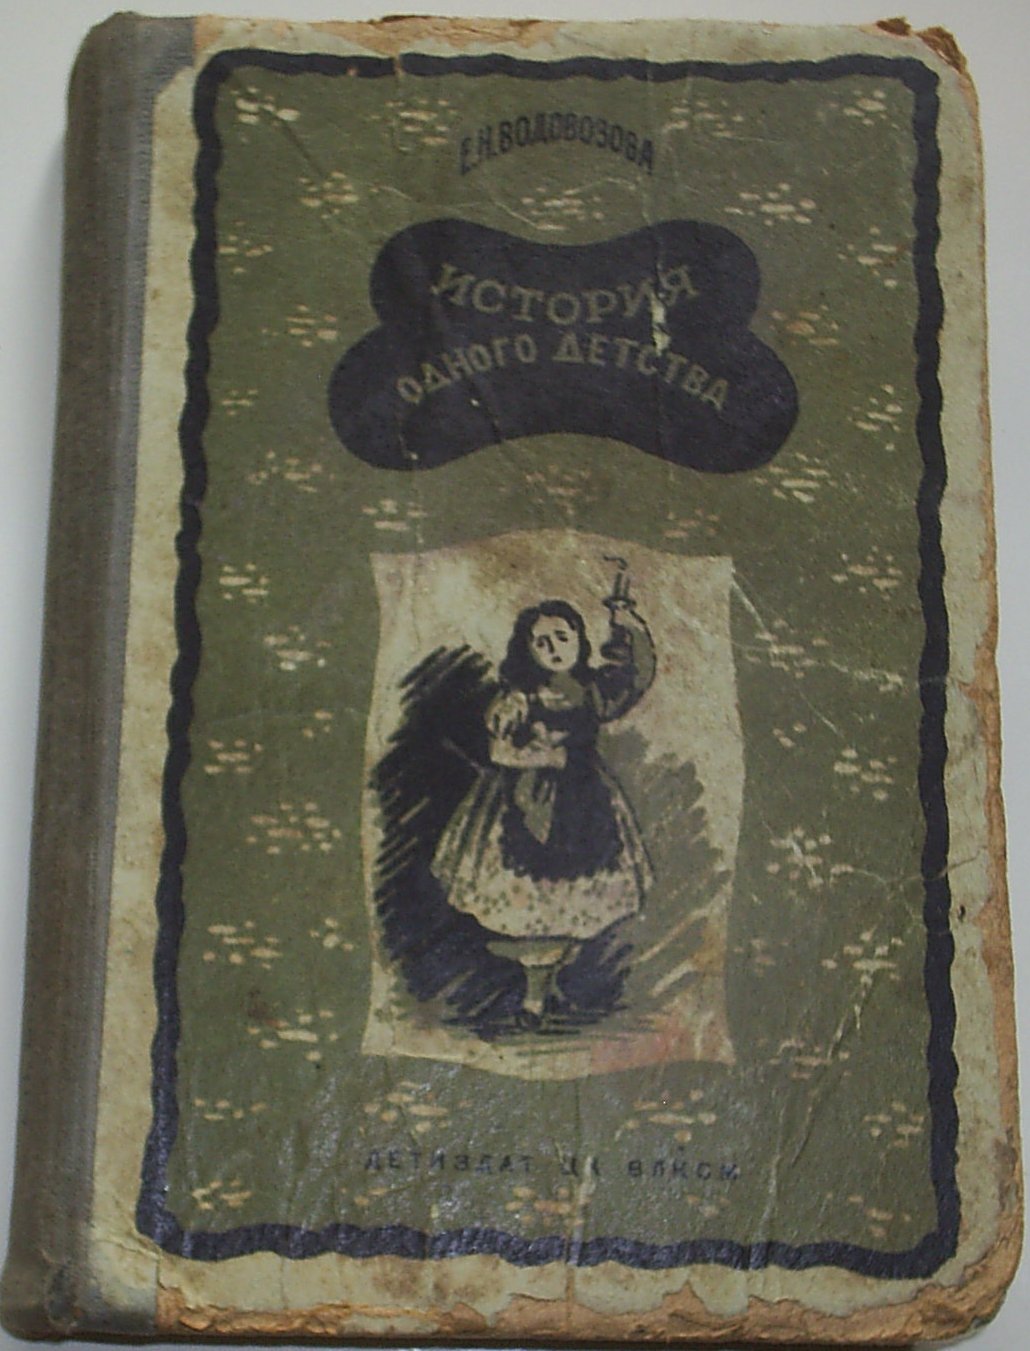 Е.Н.ВОДОВОЗОВА
ИСТОРИЯ
ОДНОГО ДЕТСТВА
ДЕТИЗДАТ ЦК ВЛКСМ